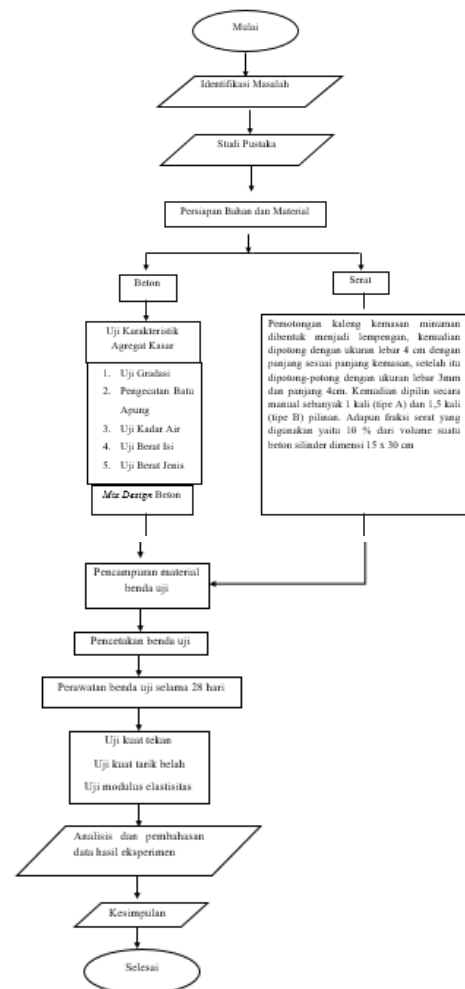 Mulai
Identifikasi Masalah
Studi Pustaka
Persiapan Bahan dan Material
Beton
Serat
Uji Karakteristik
Agregat Kasar
1. Uji Gradasi
2. Pengecatan Batu
Apung
3. Uji Kadar Air
4. Uji Berat Isi
5. Uji Berat Jenis
Mix Design Beton
Pemotongan kaleng kemasan minuman
dibentuk menjadi lempengan, kemudian
dipotong dengan ukuran lebar 4 cm dengan
panjang sesuai panjang kemasan, setelah itu
dipotong-potong dengan ukuran lebar 3mm
dan panjang 4cm. Kemudian dipilin secara
manual sebanyak 1 kali (tipe A) dan 1,5 kali
(tipe B) pilinan. Adapun fraksi serat yang
digunakan yaitu 10 % dari volume suatu
beton silinder dimensi 15 x 30 cm
Pencampuran material
benda uji
Pencetakan benda uji
Perawatan benda uji selama 28 hari
Uji kuat tekan
Uji kuat tarik belah
Uji modulus elastisitas
Analisis dan pembahasan
data hasil eksperimen
Kesimpulan
Selesai